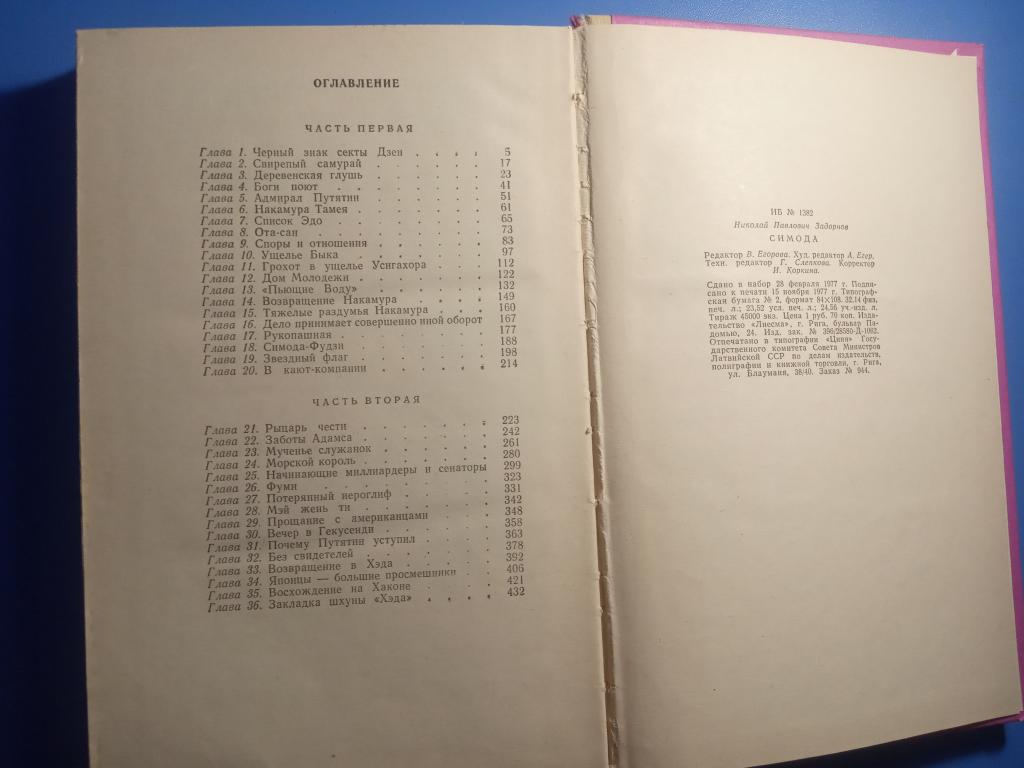 ОГЛАВЛЕНИЕ
ЧАСТЬ ПЕРВАЯ
Глава 1. Черный знак секты Дзен . . . . 5
Глава 2. Свирепый самурай . . . . . . 17
Глава 3. Деревенская глушь . . . . . . 23
Глава 4. Боги поют . . . . . . . 41
Глава 5. Адмирал Путятин . . . . . . 51
Глава 6. Накамура Тамея . . . . . . 61
Глава 7. Список Эдо . . . . . . . 65
Глава 8. Ота-сан . . . . . . . 73
Глава 9. Споры и отношения . . . . . 83
Глава 10. Ущелье Быка . . . . . . 97
Глава 11. Грохот в ущелье Усигахора . . . 112
Глава 12. Дом Молодежи . . . . . . 122
Глава 13. «Пьющие Воду» . . . . . . 132
Глава 14. Возвращение Накамура . . . . 149
Глава 15. Тяжелые раздумья Накамура . . . 160
Глава 16. Дело принимает совершенно иной оборот 167
Глава 17. Рукопашная . . . . . . 177
Глава 18. Симода-Фудзи . . . . . . 188
Глава 19. Звездный флаг . . . . . . 198
Глава 20. В кают-компании . . . . . 214
ЧАСТЬ ВТОРАЯ
Глава 21. Рыцарь чести . . . . . . 223
Глава 22. Заботы Адамса . . . . . . 242
Глава 23. Мученье служанок . . . . . 261
Глава 24. Морской король . . . . . . 280
Глава 25. Начинающие миллиардеры и сенаторы 299
Глава 26. Фуми . . . . . . . 323
Глава 27. Потерянный иероглиф . . . . . 331
Глава 28. Мэй жень ти . . . . . . 342
Глава 29. Прощание с американцами . . . 348
Глава 30. Вечер в Гекусенди . . . . . 358
Глава 31. Почему Путятин уступил . . . . 363
Глава 32. Без свидетелей . . . . . . 378
Глава 33. Возвращение в Хэда . . . . . 392
Глава 34. Японцы — большие просмешники . . 406
Глава 35. Восхождение на Хаконе . . . . 421
Глава 36. Закладка шхуны «Хэда» . . . . 432
ИБ № 1382
Николай Павлович Задорнов
СИМОДА
Редактор В. Егорова. Худ. редактор А. Егер.
Техн. редактор Г. Слепкова. Корректор
И. Коркина.
Сдано в набор 28 февраля 1977 г. Подпи-
сано к печати 15 ноября 1977 г. Типограф-
ская бумага № 2, формат 84×108. 32,14 физ.
печ. л.; 23,52 усл. печ. л.; 24,56 уч.-изд. л.
Тираж 45000 экз. Цена 1 руб. 70 коп. Изда-
тельство «Лиесма», г. Рига, бульвар Па-
домью, 24. Изд. зак. № 396/28580-Д-1062.
Отпечатано в типографии «Циня» Госу-
дарственного комитета Совета Министров
Латвийской ССР по делам издательств,
полиграфии и книжной торговли, г. Рига,
ул. Блауманя, 38/40. Заказ № 944.